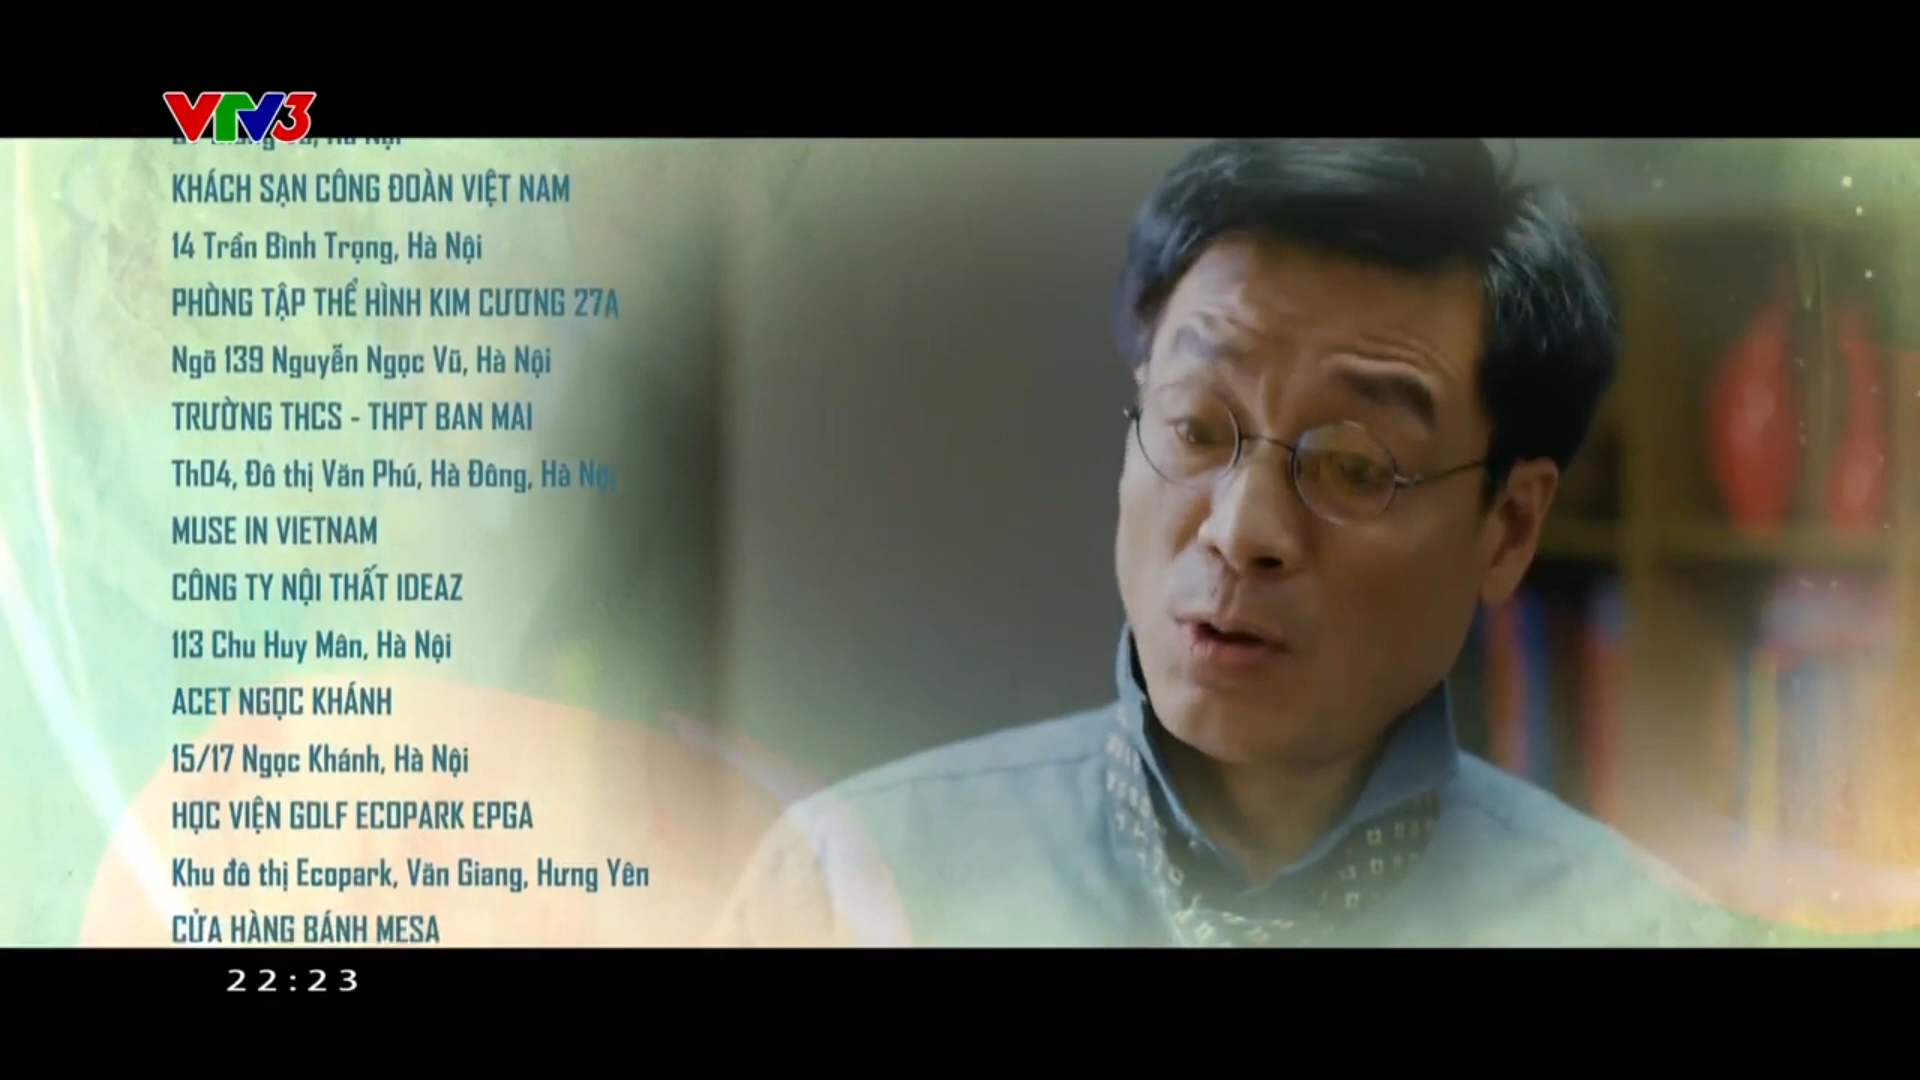 VTV3
KHÁCH SẠN CÔNG ĐOÀN VIỆT NAM
14 Trần Bình Trọng, Hà Nội
PHÒNG TẬP THỂ HÌNH KIM CƯƠNG 27A
Ngõ 139 Nguyễn Ngọc Vũ, Hà Nội
TRƯỜNG THCS - THPT BAN MAI
Th04, Đô thị Văn Phú, Hà Đông, Hà Nội
MUSE IN VIETNAM
CÔNG TY NỘI THẤT IDEAZ
113 Chu Huy Mân, Hà Nội
ACET NGỌC KHÁNH
15/17 Ngọc Khánh, Hà Nội
HỌC VIỆN GOLF ECOPARK EPGA
Khu đô thị Ecopark, Văn Giang, Hưng Yên
CỬA HÀNG BÁNH MESA
22:23